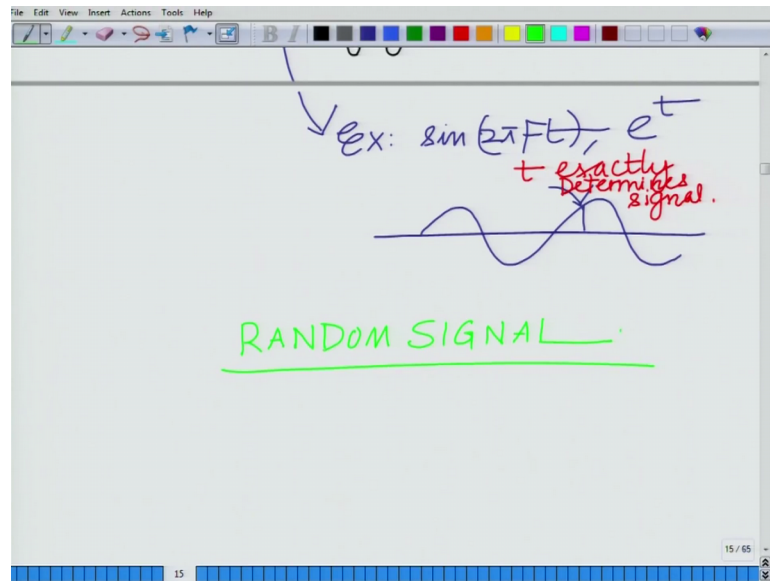 File Edit View Insert Actions Tools Help
B I
Ex: sin(2πFt), e^t
t exactly
Determines
signal.
RANDOM SIGNAL
15 / 65
15